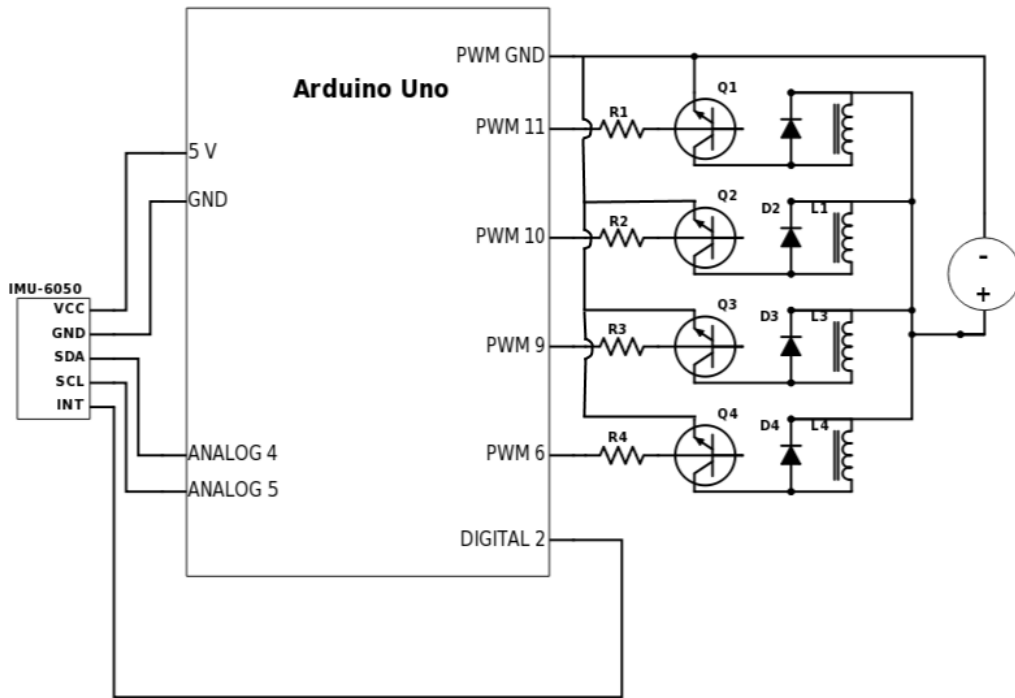 Arduino Uno
5 V
GND
ANALOG 4
ANALOG 5
PWM GND
PWM 11
PWM 10
PWM 9
PWM 6
DIGITAL 2
IMU-6050
VCC
GND
SDA
SCL
INT
R1
Q1
R2
Q2
D2
L1
R3
Q3
D3
L3
R4
Q4
D4
L4
-
+